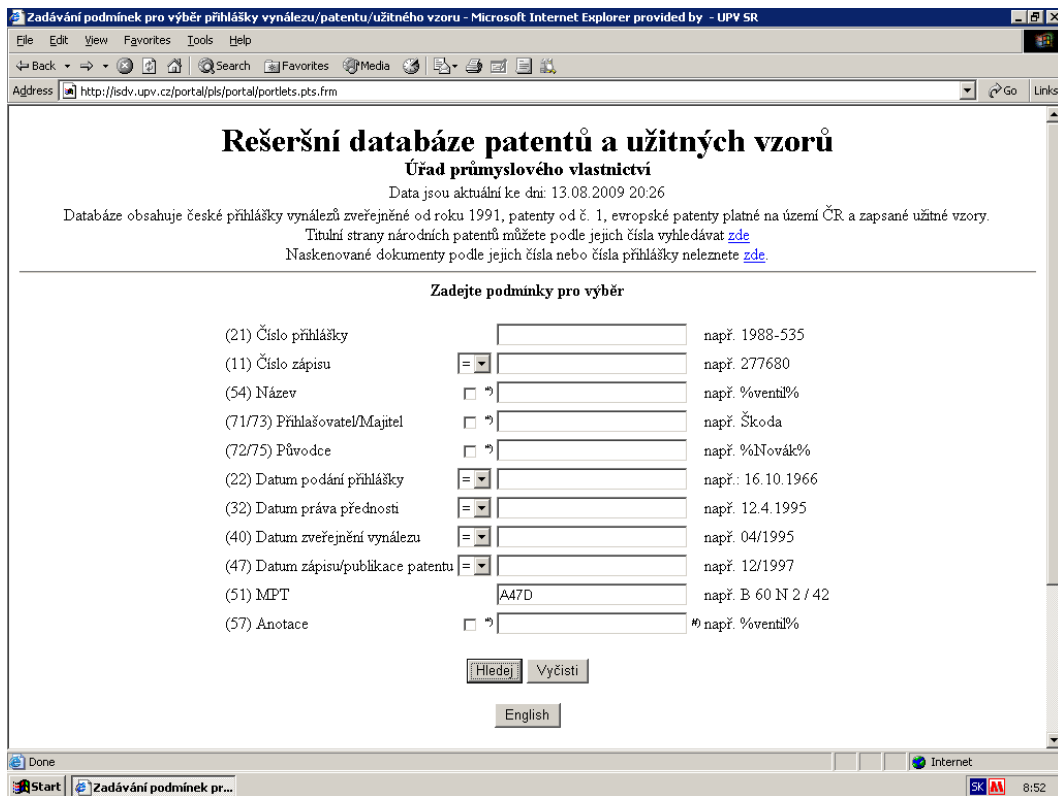 Zadávání podmínek pro výběr přihlášky vynálezu/patentu/užitného vzoru - Microsoft Internet Explorer provided by - UPV SR
File Edit View Favorites Tools Help
Back Search Favorites Media
Address http://isdv.upv.cz/portal/pls/portal/portlets.pts.frm Go Links
Rešeršní databáze patentů a užitných vzorů
Úřad průmyslového vlastnictví
Data jsou aktuální ke dni: 13.08.2009 20:26
Databáze obsahuje české přihlášky vynálezů zveřejněné od roku 1991, patenty od č. 1, evropské patenty platné na území ČR a zapsané užitné vzory.
Titulní strany národních patentů můžete podle jejich čísla vyhledávat zde
Naskenované dokumenty podle jejich čísla nebo čísla přihlášky neleznete zde.
Zadejte podmínky pro výběr
(21) Číslo přihlášky např. 1988-535
(11) Číslo zápisu = např. 277680
(54) Název *) např. %ventil%
(71/73) Přihlašovatel/Majitel *) např. Škoda
(72/75) Původce *) např. %Novák%
(22) Datum podání přihlášky = např.: 16.10.1966
(32) Datum práva přednosti = např. 12.4.1995
(40) Datum zveřejnění vynálezu = např. 04/1995
(47) Datum zápisu/publikace patentu = např. 12/1997
(51) MPT A47D např. B 60 N 2 / 42
(57) Anotace *) #) např. %ventil%
Hledej Vyčisti
English
Done Internet
Start Zadávání podmínek pr... SK 8:52